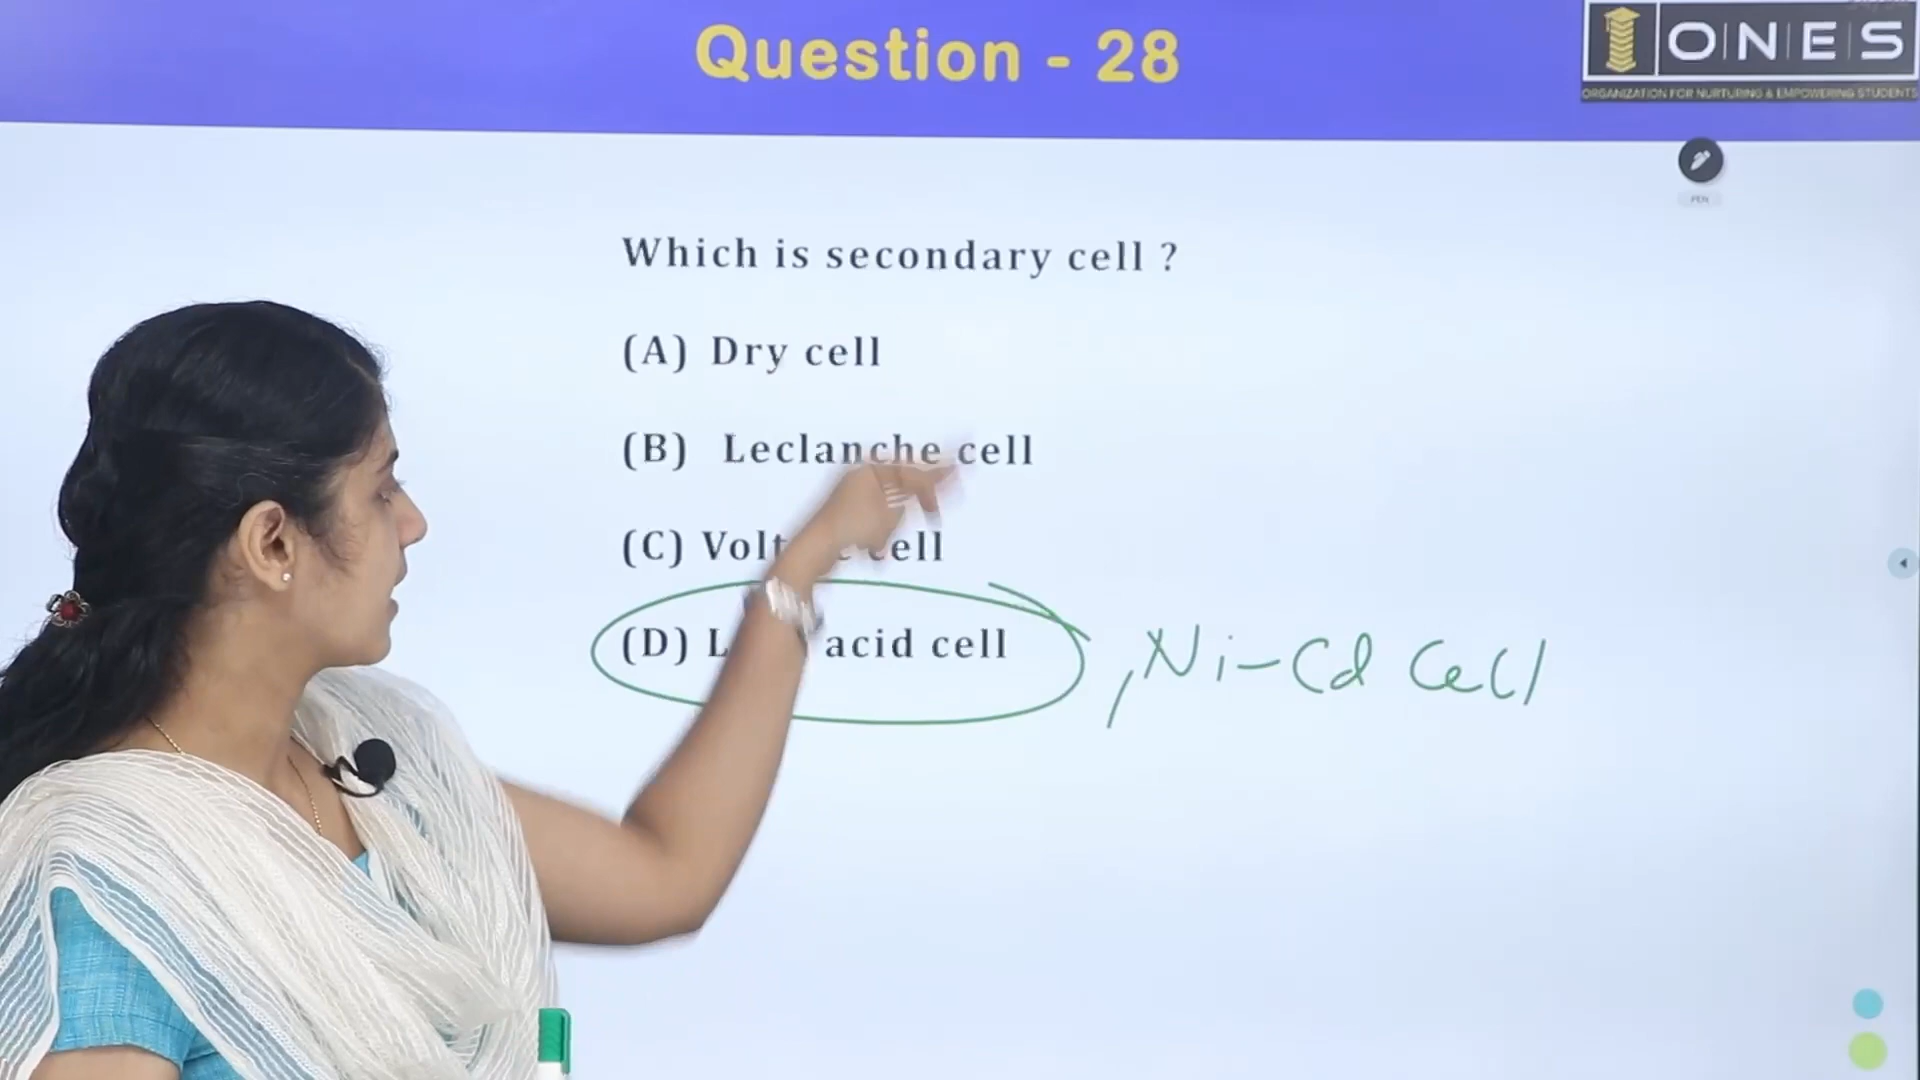 Question - 28
ONES
ORGANIZATION FOR NURTURING & EMPOWERING STUDENTS
PEN
Which is secondary cell ?
(A) Dry cell
(B) Leclanche cell
(C) cell
(D) acid cell
, Ni-Cd Cell